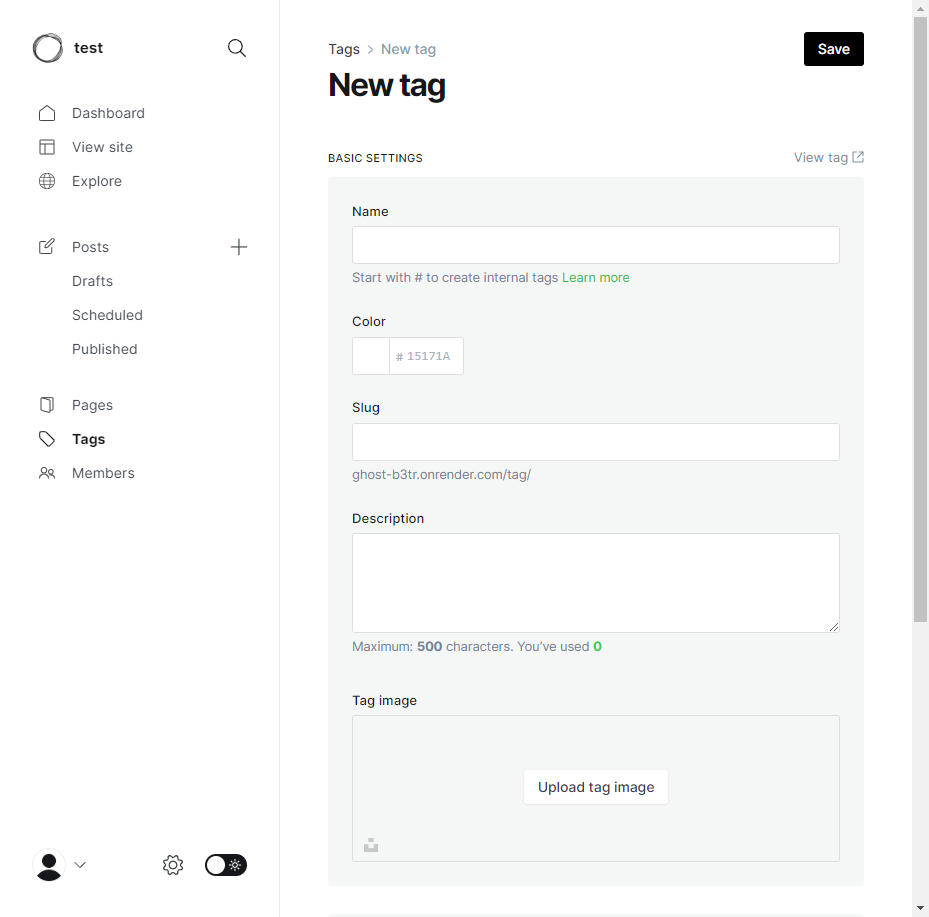 test
Dashboard
View site
Explore
Posts
Drafts
Scheduled
Published
Pages
Tags
Members
Tags > New tag
Save
New tag
BASIC SETTINGS
View tag
Name
Start with # to create internal tags Learn more
Color
# 15171A
Slug
ghost-b3tr.onrender.com/tag/
Description
Maximum: 500 characters. You’ve used 0
Tag image
Upload tag image